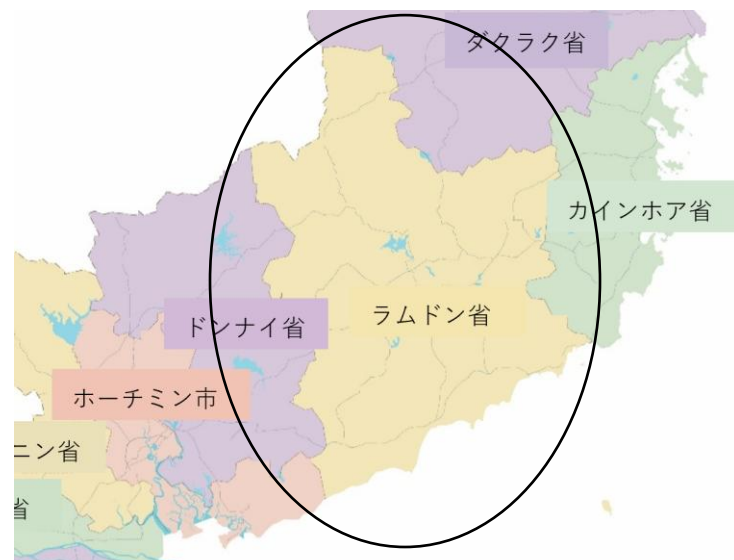 ダクラク省
カインホア省
ラムドン省
ドンナイ省
ホーチミン市
ニン省
省